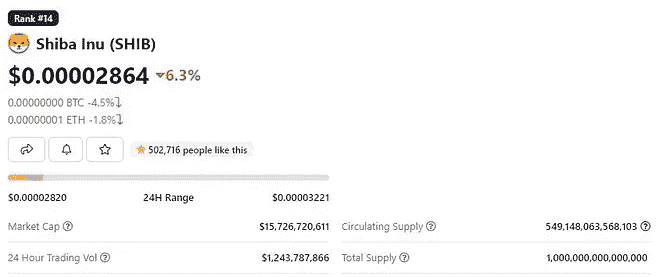 Rank #14
Shiba Inu (SHIB)
$0.00002864 6.3%
0.00000000 BTC -4.5%
0.00000001 ETH -1.8%
502,716 people like this
$0.00002820 24H Range $0.00003221
Market Cap $15,726,720,611 Circulating Supply 549,148,063,568,103
24 Hour Trading Vol $1,243,787,866 Total Supply 1,000,000,000,000,000